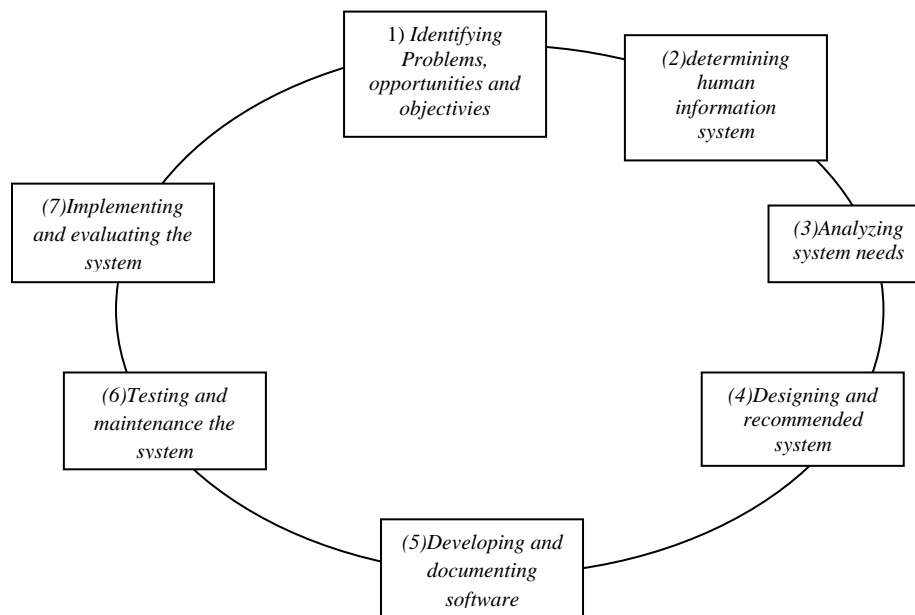 1) Identifying
Problems,
opportunities and
objectivies
(2)determining
human
information
system
(3)Analyzing
system needs
(4)Designing and
recommended
system
(5)Developing and
documenting
software
(6)Testing and
maintenance the
system
(7)Implementing
and evaluating the
system